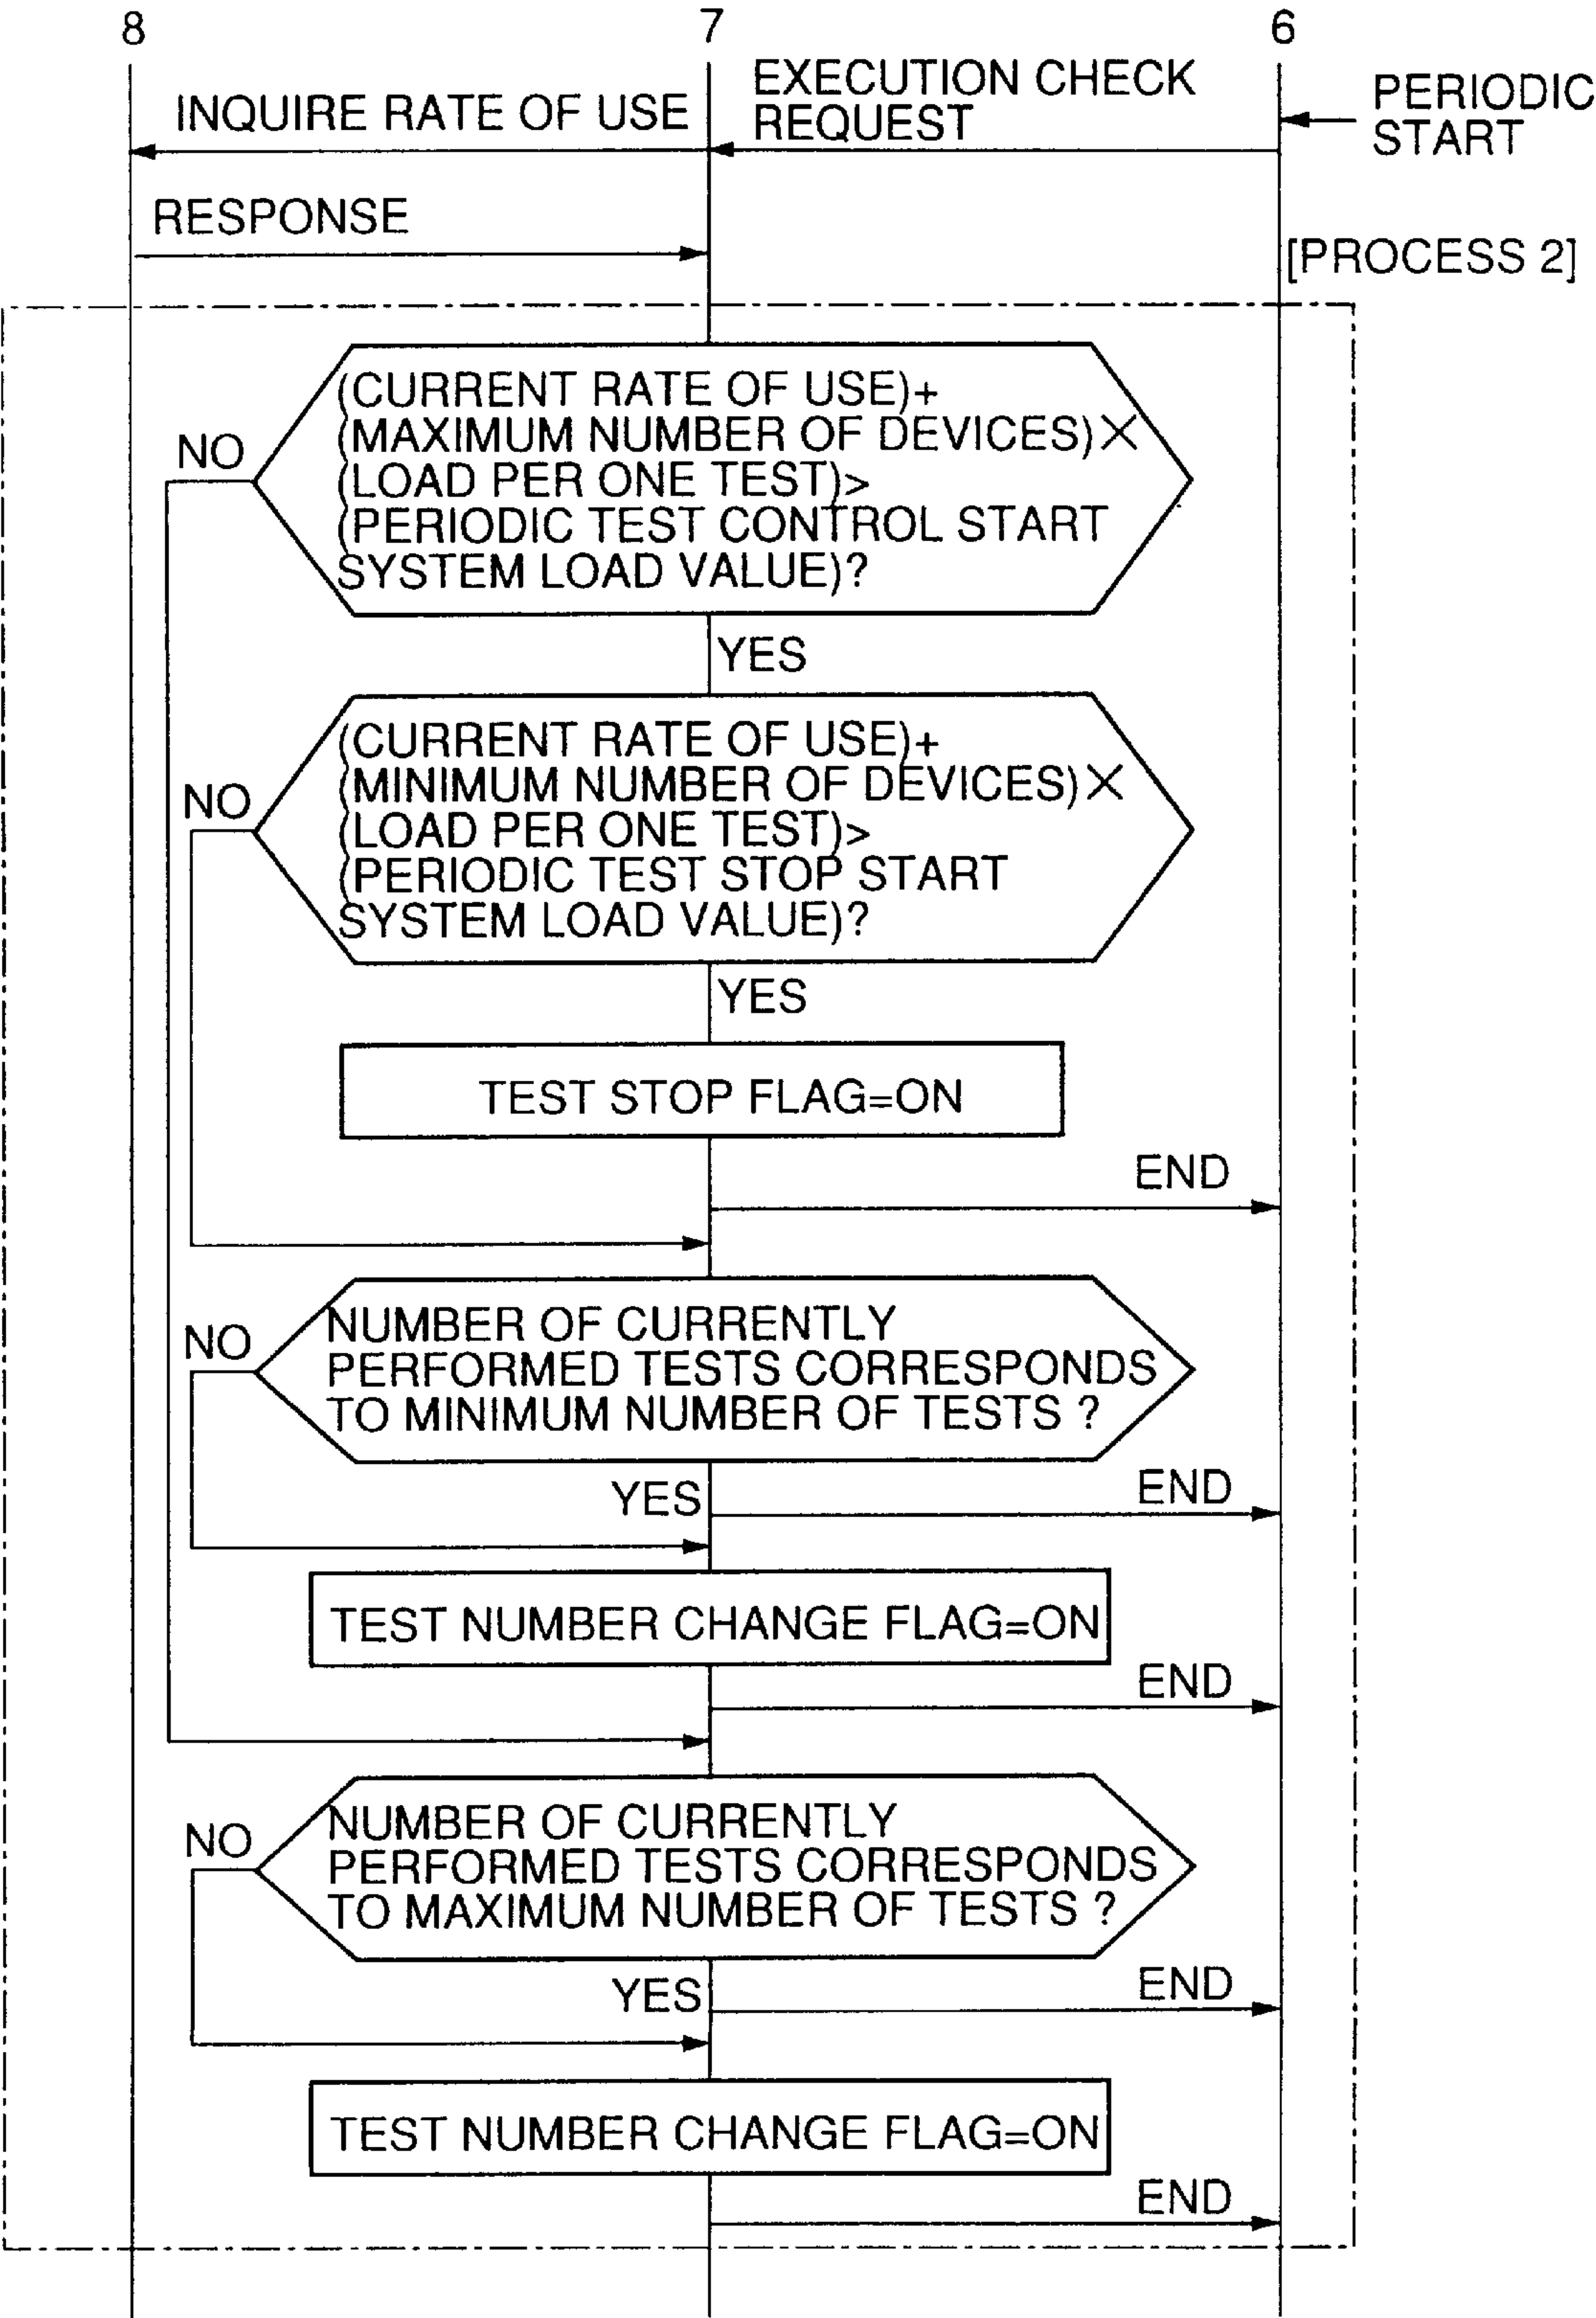 8
7
6
EXECUTION CHECK
REQUEST
INQUIRE RATE OF USE
PERIODIC
START
RESPONSE
[PROCESS 2]
(CURRENT RATE OF USE)+
(MAXIMUM NUMBER OF DEVICES)×
(LOAD PER ONE TEST)>
(PERIODIC TEST CONTROL START
SYSTEM LOAD VALUE)?
NO
YES
(CURRENT RATE OF USE)+
(MINIMUM NUMBER OF DEVICES)×
(LOAD PER ONE TEST)>
(PERIODIC TEST STOP START
SYSTEM LOAD VALUE)?
NO
YES
TEST STOP FLAG=ON
END
NUMBER OF CURRENTLY
PERFORMED TESTS CORRESPONDS
TO MINIMUM NUMBER OF TESTS ?
NO
YES
END
TEST NUMBER CHANGE FLAG=ON
END
NUMBER OF CURRENTLY
PERFORMED TESTS CORRESPONDS
TO MAXIMUM NUMBER OF TESTS ?
NO
YES
END
TEST NUMBER CHANGE FLAG=ON
END